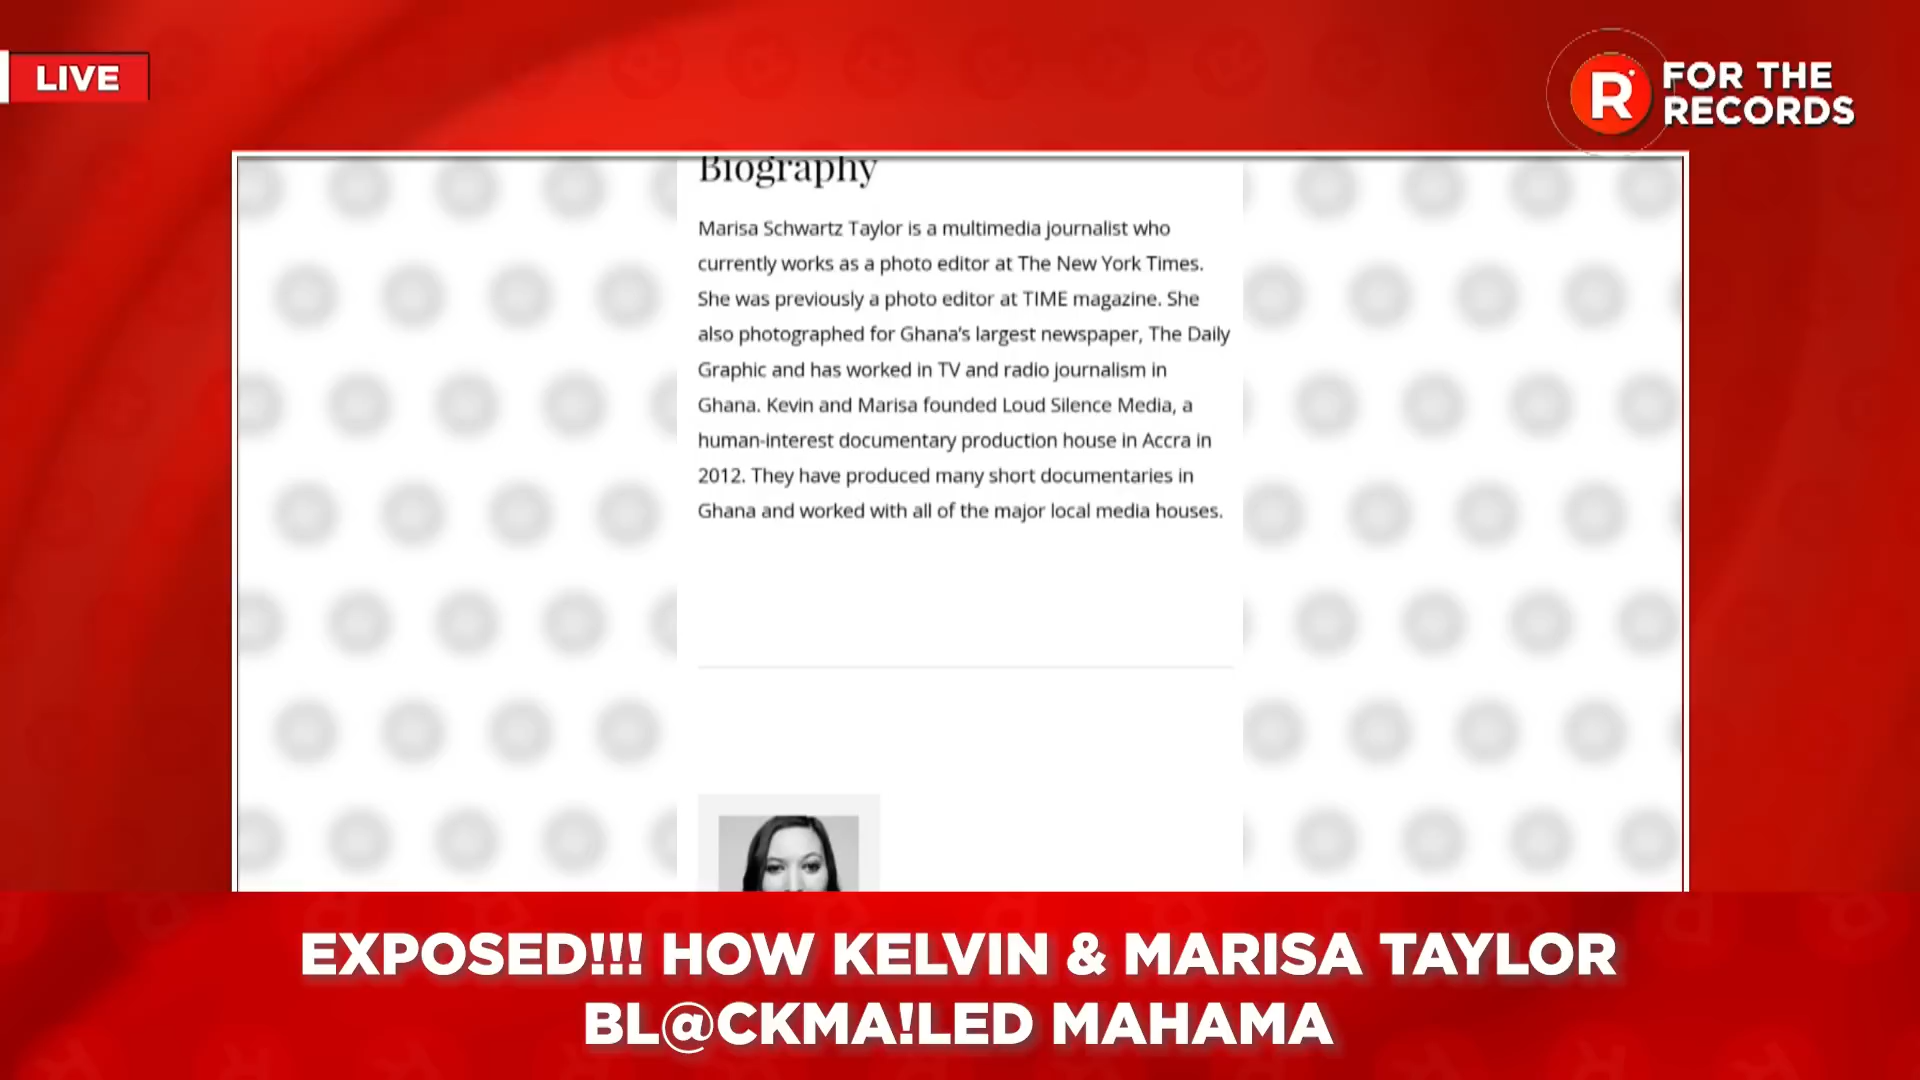 LIVE
R
FOR THE
RECORDS
Biography
Marisa Schwartz Taylor is a multimedia journalist who
currently works as a photo editor at The New York Times.
She was previously a photo editor at TIME magazine. She
also photographed for Ghana's largest newspaper, The Daily
Graphic and has worked in TV and radio journalism in
Ghana. Kevin and Marisa founded Loud Silence Media, a
human-interest documentary production house in Accra in
2012. They have produced many short documentaries in
Ghana and worked with all of the major local media houses.
EXPOSED!!! HOW KELVIN & MARISA TAYLOR
BL@CKMA!LED MAHAMA